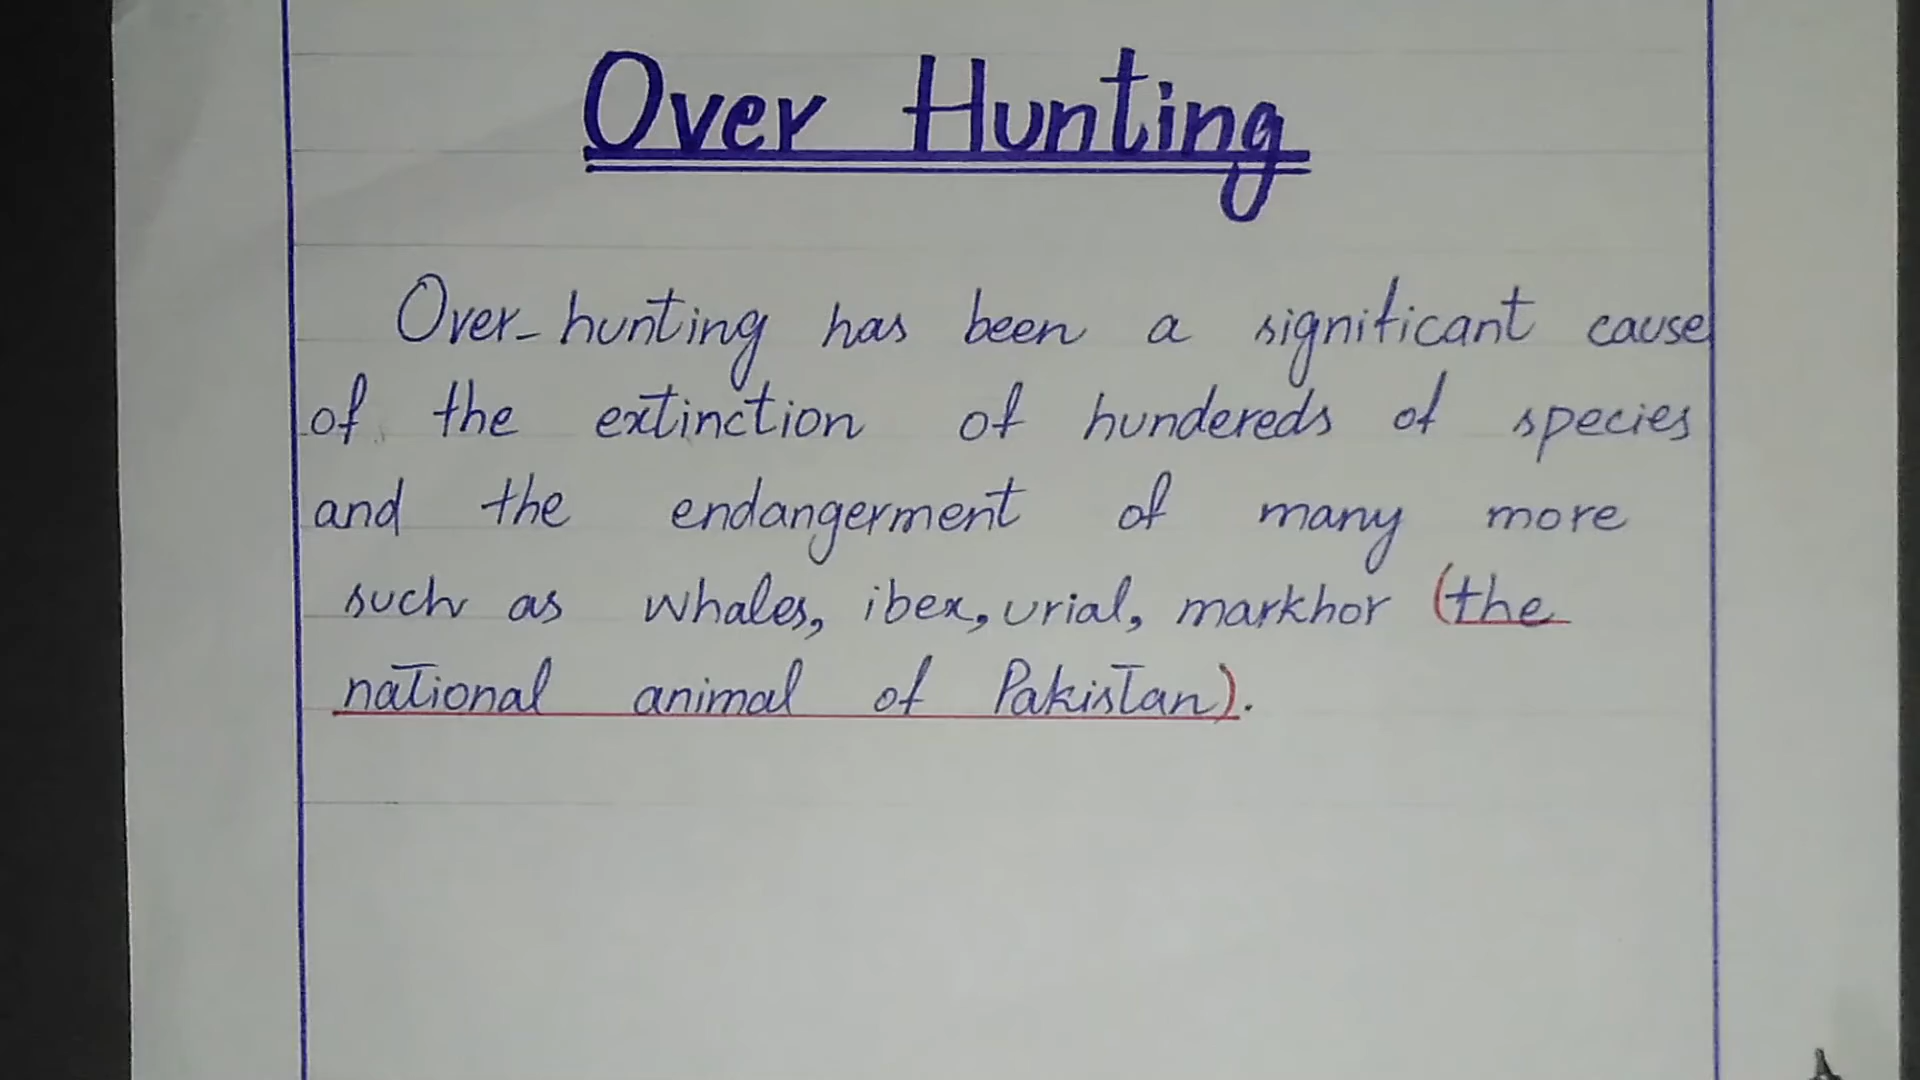 Over Hunting
Over-hunting has been a significant cause
of the extinction of hundereds of species
and the endangerment of many more
such as whales, ibex, urial, markhor (the
national animal of Pakistan).